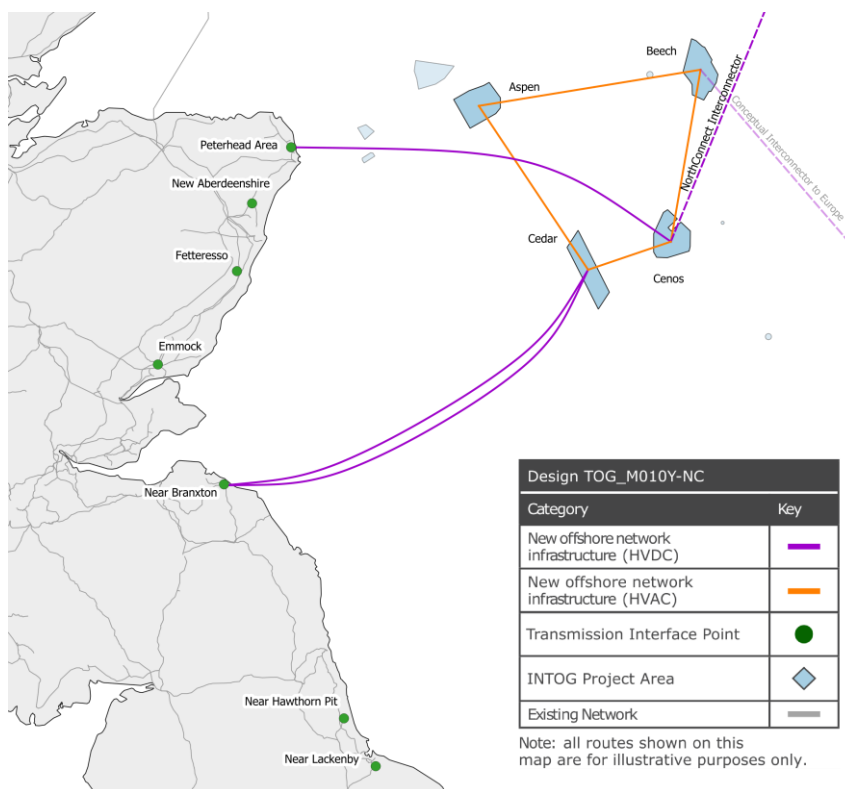 Beech
Aspen
NorthConnect Interconnector
Conceptual Interconnector to Europe
Peterhead Area
New Aberdeenshire
Cedar
Fetteresso
Cenos
Emmock
Near Branxton
Near Hawthorn Pit
Near Lackenby
Design TOG_M010Y-NC
Category Key
New offshore network
infrastructure (HVDC)
New offshore network
infrastructure (HVAC)
Transmission Interface Point
INTOG Project Area
Existing Network
Note: all routes shown on this
map are for illustrative purposes only.